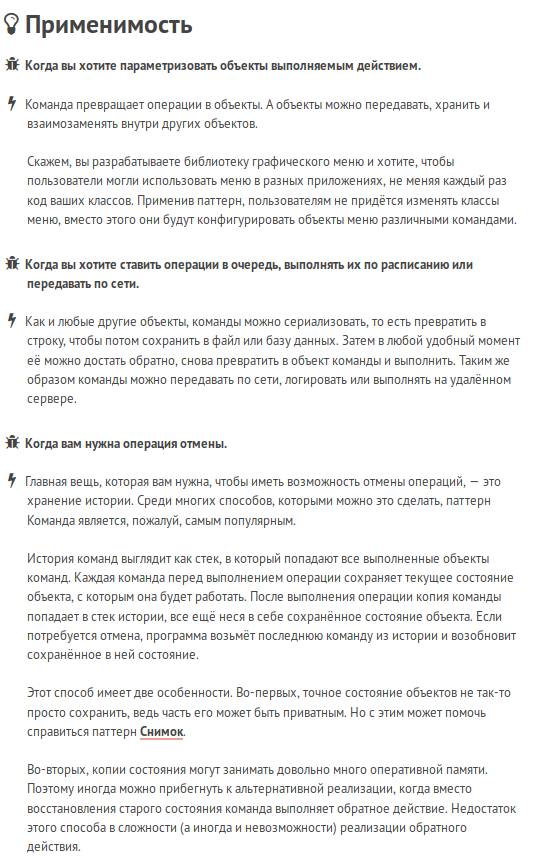 Применимость
Когда вы хотите параметризовать объекты выполняемым действием.
Команда превращает операции в объекты. А объекты можно передавать, хранить и
взаимозаменять внутри других объектов.
Скажем, вы разрабатываете библиотеку графического меню и хотите, чтобы
пользователи могли использовать меню в разных приложениях, не меняя каждый раз
код ваших классов. Применив паттерн, пользователям не придётся изменять классы
меню, вместо этого они будут конфигурировать объекты меню различными командами.
Когда вы хотите ставить операции в очередь, выполнять их по расписанию или
передавать по сети.
Как и любые другие объекты, команды можно сериализовать, то есть превратить в
строку, чтобы потом сохранить в файл или базу данных. Затем в любой удобный момент
её можно достать обратно, снова превратить в объект команды и выполнить. Таким же
образом команды можно передавать по сети, логировать или выполнять на удалённом
сервере.
Когда вам нужна операция отмены.
Главная вещь, которая вам нужна, чтобы иметь возможность отмены операций, — это
хранение истории. Среди многих способов, которыми можно это сделать, паттерн
Команда является, пожалуй, самым популярным.
История команд выглядит как стек, в который попадают все выполненные объекты
команд. Каждая команда перед выполнением операции сохраняет текущее состояние
объекта, с которым она будет работать. После выполнения операции копия команды
попадает в стек истории, все ещё неся в себе сохранённое состояние объекта. Если
потребуется отмена, программа возьмёт последнюю команду из истории и возобновит
сохранённое в ней состояние.
Этот способ имеет две особенности. Во-первых, точное состояние объектов не так-то
просто сохранить, ведь часть его может быть приватным. Но с этим может помочь
справиться паттерн Снимок.
Во-вторых, копии состояния могут занимать довольно много оперативной памяти.
Поэтому иногда можно прибегнуть к альтернативной реализации, когда вместо
восстановления старого состояния команда выполняет обратное действие. Недостаток
этого способа в сложности (а иногда и невозможности) реализации обратного
действия.